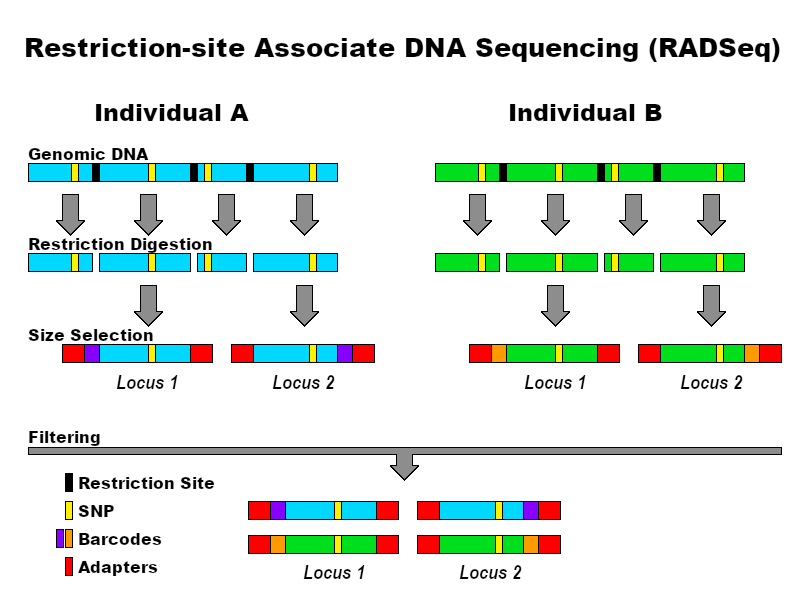 Restriction-site Associate DNA Sequencing (RADSeq)
Individual A
Individual B
Genomic DNA
Restriction Digestion
Size Selection
Locus 1
Locus 2
Locus 1
Locus 2
Filtering
Restriction Site
SNP
Barcodes
Adapters
Locus 1
Locus 2